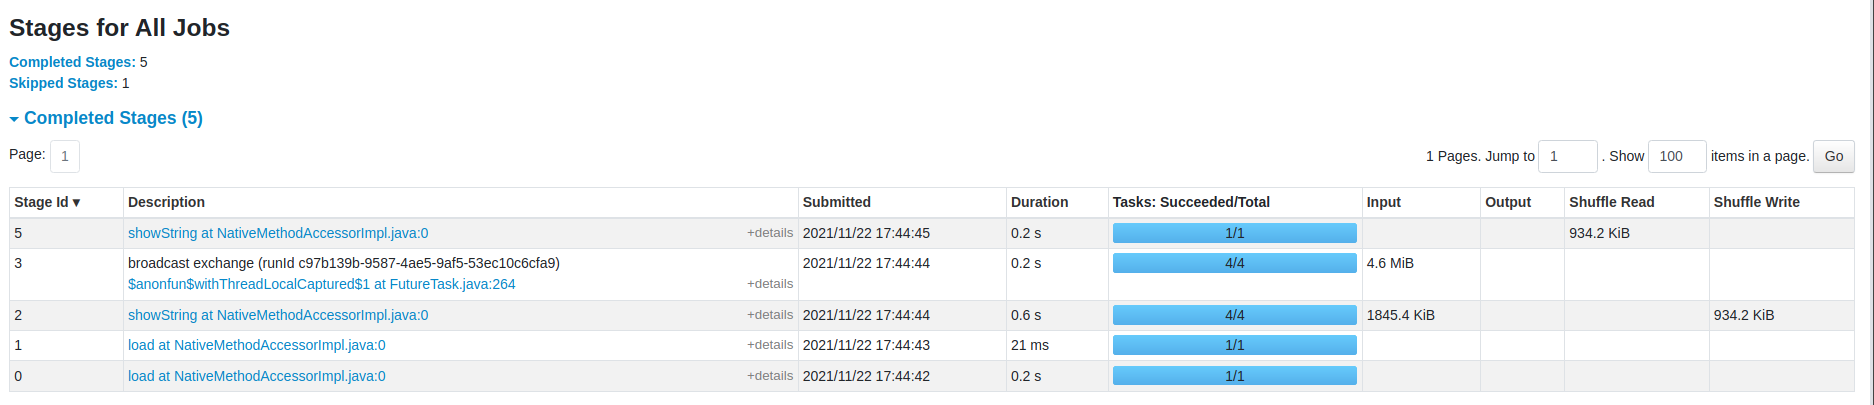 Stages for All Jobs
Completed Stages: 5
Skipped Stages: 1
Completed Stages (5)
Page: 1
1 Pages. Jump to 1 . Show 100 items in a page. Go
Stage Id ▾ Description Submitted Duration Tasks: Succeeded/Total Input Output Shuffle Read Shuffle Write
5 showString at NativeMethodAccessorImpl.java:0 +details 2021/11/22 17:44:45 0.2 s 1/1 934.2 KiB
3 broadcast exchange (runId c97b139b-9587-4ae5-9af5-53ec10c6cfa9) 2021/11/22 17:44:44 0.2 s 4/4 4.6 MiB
$anonfun$withThreadLocalCaptured$1 at FutureTask.java:264 +details
2 showString at NativeMethodAccessorImpl.java:0 +details 2021/11/22 17:44:44 0.6 s 4/4 1845.4 KiB 934.2 KiB
1 load at NativeMethodAccessorImpl.java:0 +details 2021/11/22 17:44:43 21 ms 1/1
0 load at NativeMethodAccessorImpl.java:0 +details 2021/11/22 17:44:42 0.2 s 1/1